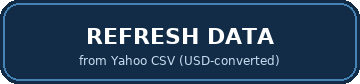 REFRESH DATA
from Yahoo CSV (USD-converted)